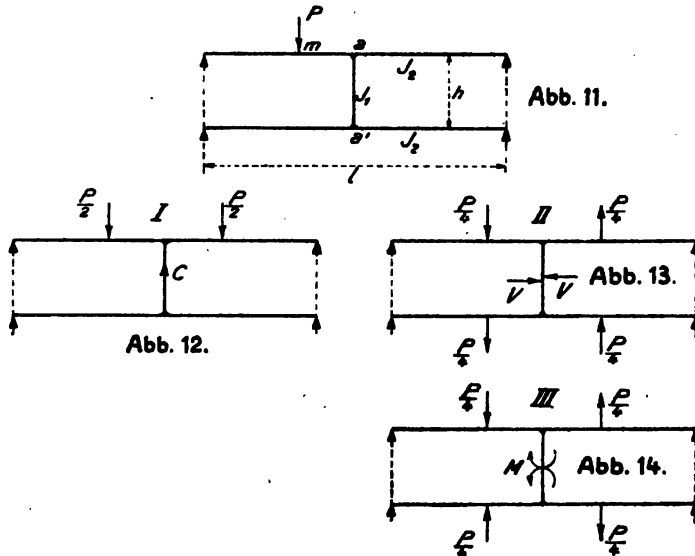 P
m a
J₂
J₁
h
Abb. 11.
a'
J₂
l
P/2 I P/2
C
Abb. 12.
P/4 II P/4
V V
Abb. 13.
P/4 P/4
P/4 III P/4
M
Abb. 14.
P/4 P/4